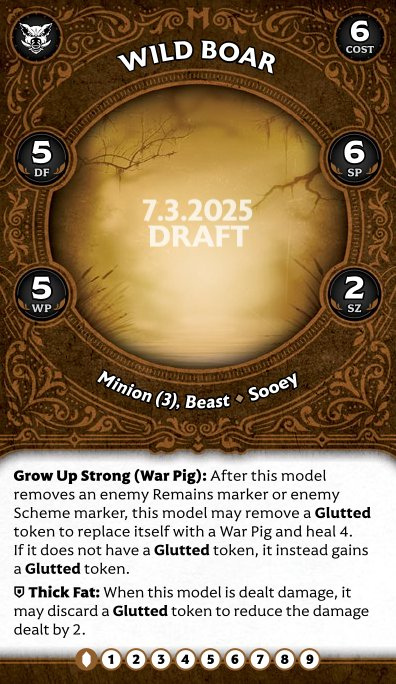 WILD BOAR
6
COST
5
DF
6
SP
7.3.2025
DRAFT
5
WP
2
SZ
Minion (3), Beast ◆ Sooey
Grow Up Strong (War Pig): After this model
removes an enemy Remains marker or enemy
Scheme marker, this model may remove a Glutted
token to replace itself with a War Pig and heal 4.
If it does not have a Glutted token, it instead gains
a Glutted token.
Thick Fat: When this model is dealt damage, it
may discard a Glutted token to reduce the damage
dealt by 2.
1 2 3 4 5 6 7 8 9